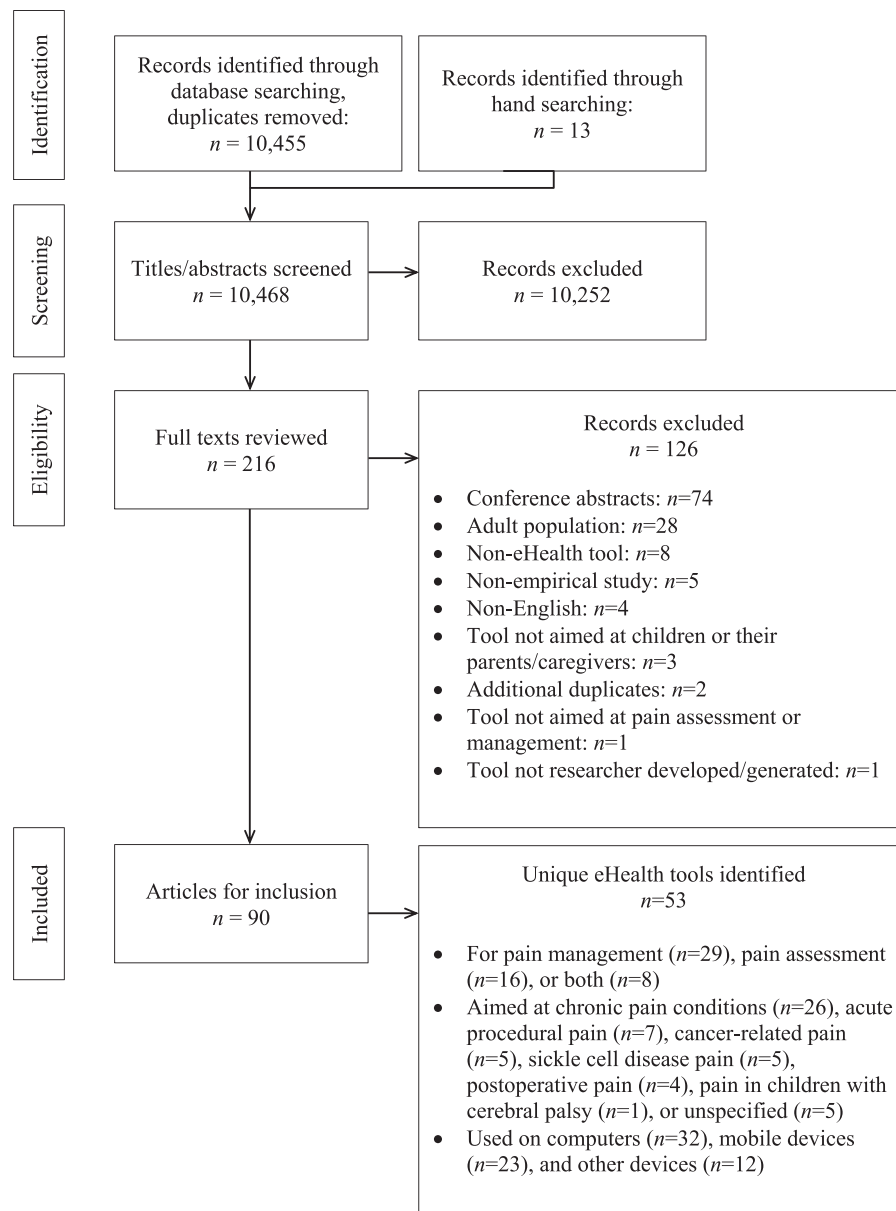 Identification
Records identified through
database searching,
duplicates removed:
n = 10,455
Records identified through
hand searching:
n = 13
Screening
Titles/abstracts screened
n = 10,468
Records excluded
n = 10,252
Eligibility
Full texts reviewed
n = 216
Records excluded
n = 126
• Conference abstracts: n=74
• Adult population: n=28
• Non-eHealth tool: n=8
• Non-empirical study: n=5
• Non-English: n=4
• Tool not aimed at children or their
parents/caregivers: n=3
• Additional duplicates: n=2
• Tool not aimed at pain assessment or
management: n=1
• Tool not researcher developed/generated: n=1
Included
Articles for inclusion
n = 90
Unique eHealth tools identified
n=53
• For pain management (n=29), pain assessment
(n=16), or both (n=8)
• Aimed at chronic pain conditions (n=26), acute
procedural pain (n=7), cancer-related pain
(n=5), sickle cell disease pain (n=5),
postoperative pain (n=4), pain in children with
cerebral palsy (n=1), or unspecified (n=5)
• Used on computers (n=32), mobile devices
(n=23), and other devices (n=12)